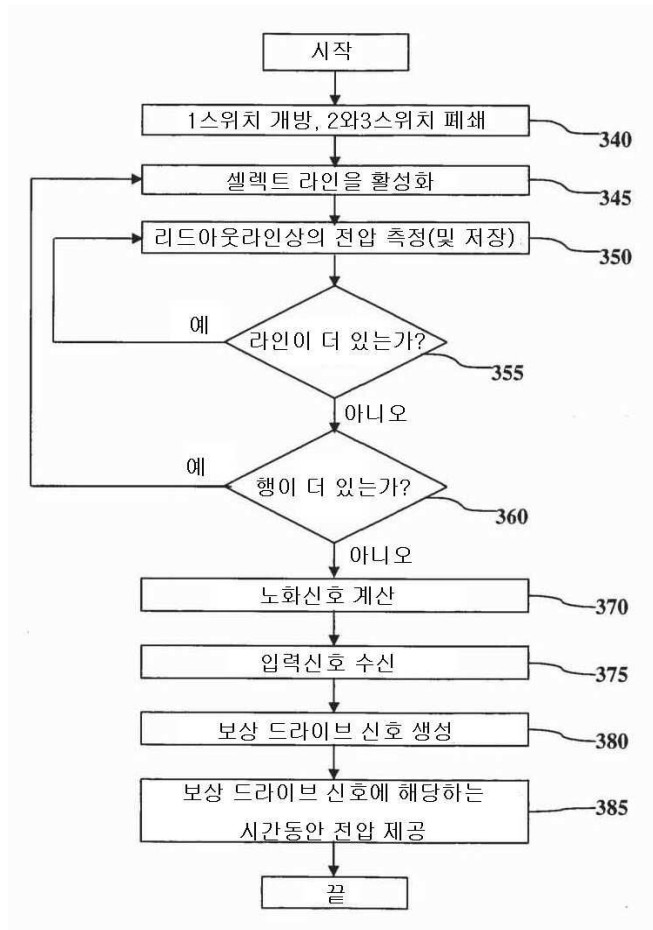 시작
1스위치 개방, 2와3스위치 폐쇄
340
셀렉트 라인을 활성화
345
리드아웃라인상의 전압 측정(및 저장)
350
예
라인이 더 있는가?
355
아니오
예
행이 더 있는가?
360
아니오
노화신호 계산
370
입력신호 수신
375
보상 드라이브 신호 생성
380
보상 드라이브 신호에 해당하는
시간동안 전압 제공
385
끝